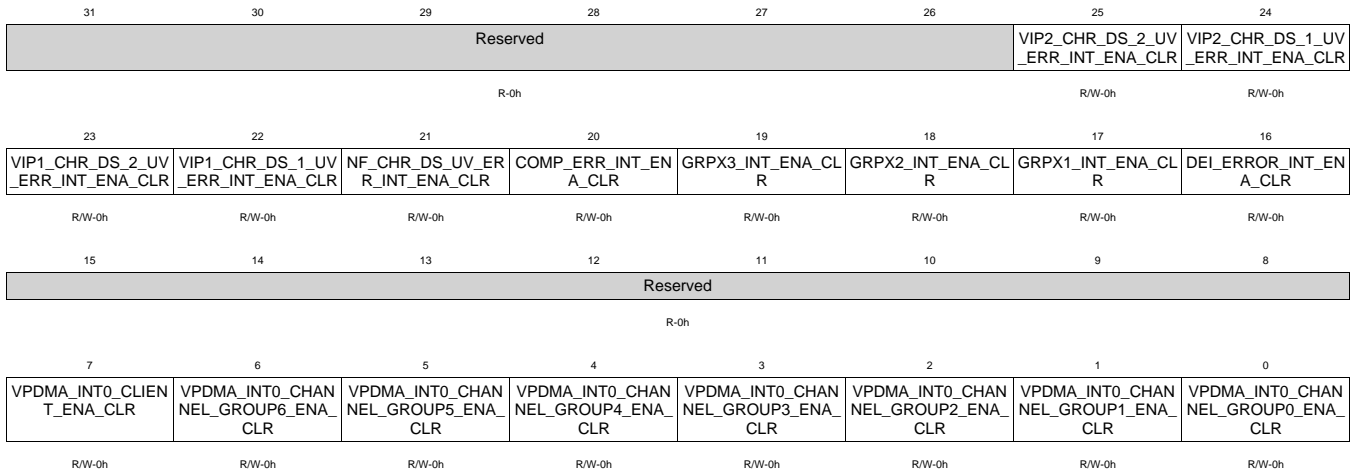 31 30 29 28 27 26 25 24
Reserved VIP2_CHR_DS_2_UV VIP2_CHR_DS_1_UV
_ERR_INT_ENA_CLR _ERR_INT_ENA_CLR
R-0h R/W-0h R/W-0h
23 22 21 20 19 18 17 16
VIP1_CHR_DS_2_UV VIP1_CHR_DS_1_UV NF_CHR_DS_UV_ER COMP_ERR_INT_EN GRPX3_INT_ENA_CL GRPX2_INT_ENA_CL GRPX1_INT_ENA_CL DEI_ERROR_INT_EN
_ERR_INT_ENA_CLR _ERR_INT_ENA_CLR R_INT_ENA_CLR A_CLR R R R A_CLR
R/W-0h R/W-0h R/W-0h R/W-0h R/W-0h R/W-0h R/W-0h R/W-0h
15 14 13 12 11 10 9 8
Reserved
R-0h
7 6 5 4 3 2 1 0
VPDMA_INT0_CLIEN VPDMA_INT0_CHAN VPDMA_INT0_CHAN VPDMA_INT0_CHAN VPDMA_INT0_CHAN VPDMA_INT0_CHAN VPDMA_INT0_CHAN VPDMA_INT0_CHAN
T_ENA_CLR NEL_GROUP6_ENA_ NEL_GROUP5_ENA_ NEL_GROUP4_ENA_ NEL_GROUP3_ENA_ NEL_GROUP2_ENA_ NEL_GROUP1_ENA_ NEL_GROUP0_ENA_
CLR CLR CLR CLR CLR CLR CLR
R/W-0h R/W-0h R/W-0h R/W-0h R/W-0h R/W-0h R/W-0h R/W-0h